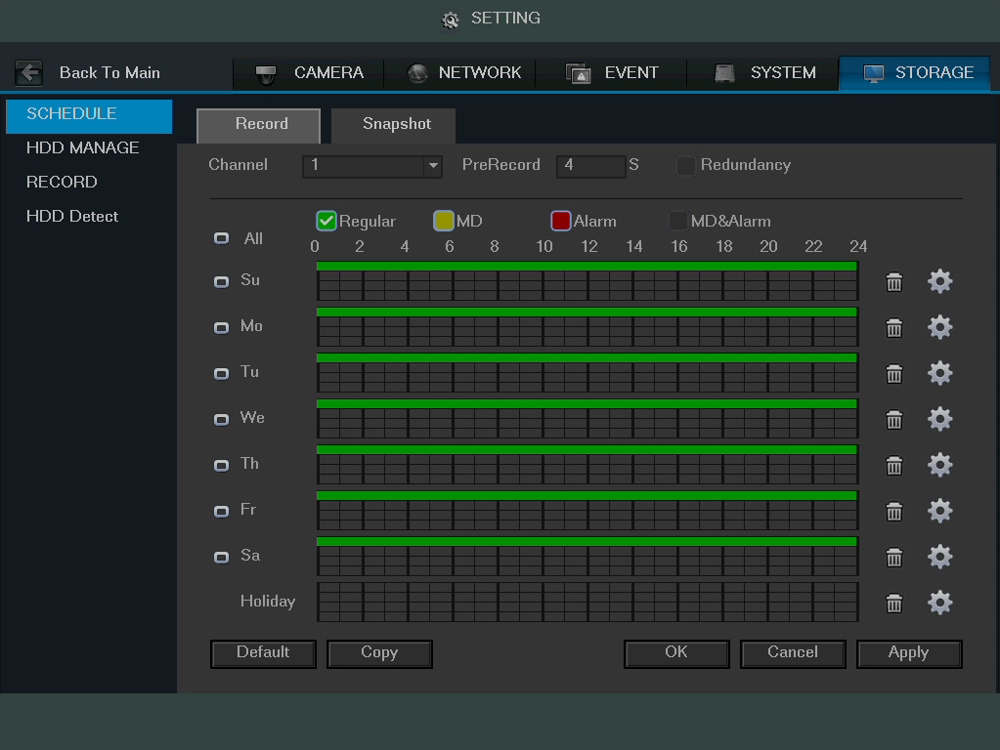 SETTING
Back To Main CAMERA NETWORK EVENT SYSTEM STORAGE
SCHEDULE
HDD MANAGE
RECORD
HDD Detect
Record Snapshot
Channel 1 PreRecord 4 S Redundancy
Regular MD Alarm MD&Alarm
All
0 2 4 6 8 10 12 14 16 18 20 22 24
Su
Mo
Tu
We
Th
Fr
Sa
Holiday
Default Copy OK Cancel Apply